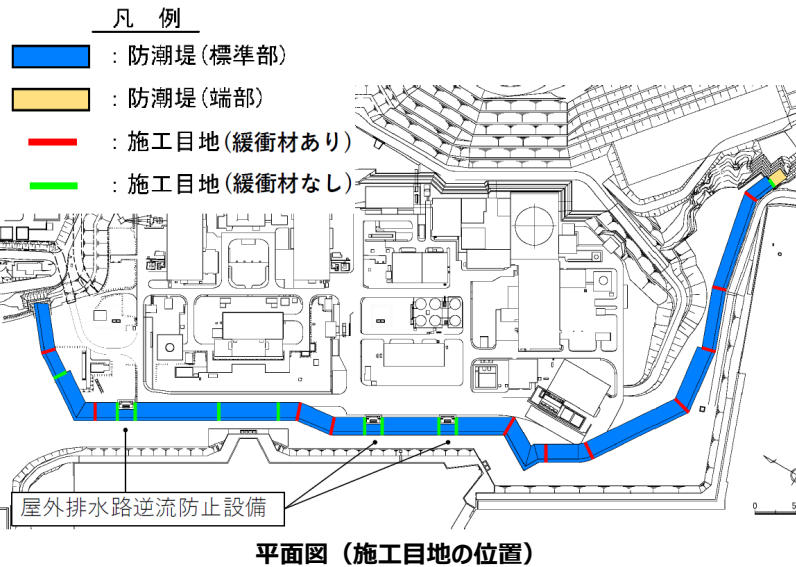 凡　例
：防潮堤(標準部)
：防潮堤(端部)
：施工目地(緩衝材あり)
：施工目地(緩衝材なし)
屋外排水路逆流防止設備
0 5
平面図（施工目地の位置）